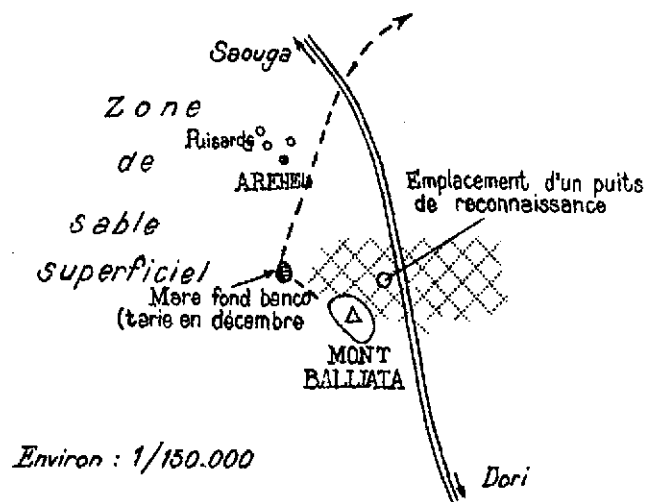 Saouga
Zone
de
sable
superficiel
Puisards
AREHEL
Emplacement d'un puits
de reconnaissance
Mare fond banco
(tarie en décembre
MONT
BALLIATA
Environ : 1/150.000
Dori